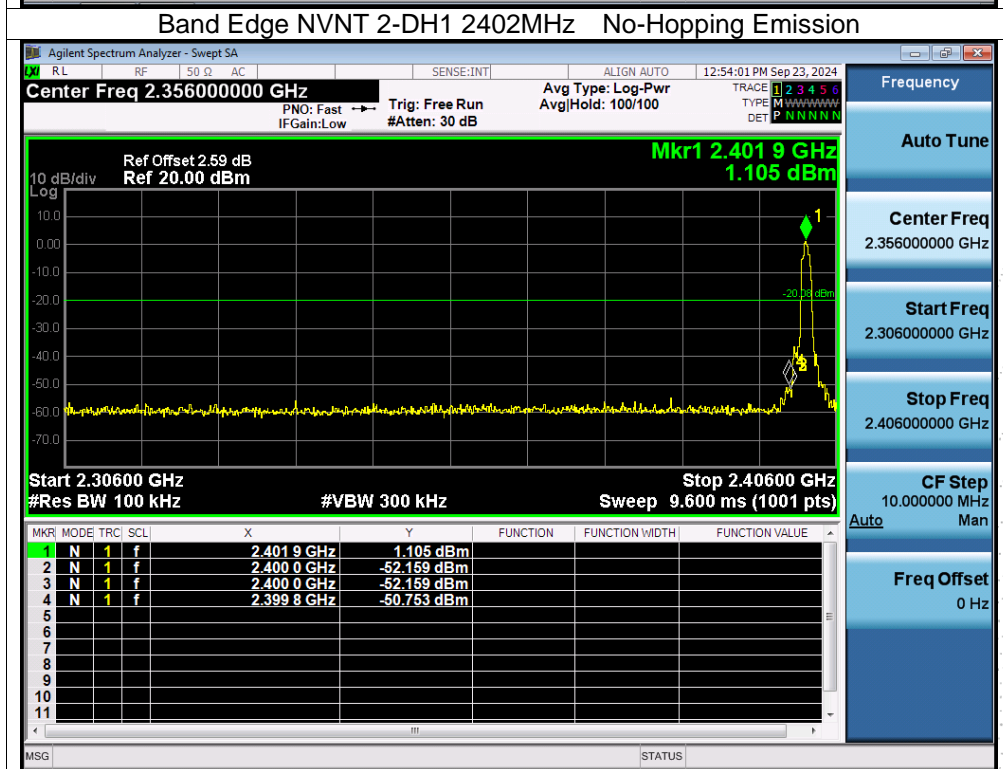 Band Edge NVNT 2-DH1 2402MHz No-Hopping Emission
Agilent Spectrum Analyzer - Swept SA
LXI RL RF 50 Ω AC SENSE:INT ALIGN AUTO 12:54:01 PM Sep 23, 2024
Center Freq 2.356000000 GHz
PNO: Fast
IFGain:Low
Trig: Free Run
#Atten: 30 dB
Avg Type: Log-Pwr
Avg|Hold: 100/100
TRACE 1 2 3 4 5 6
TYPE M WWWWW
DET P N N N N N
Frequency
Auto Tune
Center Freq
2.356000000 GHz
Start Freq
2.306000000 GHz
Stop Freq
2.406000000 GHz
CF Step
10.000000 MHz
Auto Man
Freq Offset
0 Hz
Mkr1 2.401 9 GHz
1.105 dBm
Ref Offset 2.59 dB
10 dB/div Ref 20.00 dBm
Log
10.0
0.00
-10.0
-20.0
-30.0
-40.0
-50.0
-60.0
-70.0
1
-20.08 dBm
Start 2.30600 GHz Stop 2.40600 GHz
#Res BW 100 kHz #VBW 300 kHz Sweep 9.600 ms (1001 pts)
MKR MODE TRC SCL X Y FUNCTION FUNCTION WIDTH FUNCTION VALUE
1 N 1 f 2.401 9 GHz 1.105 dBm
2 N 1 f 2.400 0 GHz -52.159 dBm
3 N 1 f 2.400 0 GHz -52.159 dBm
4 N 1 f 2.399 8 GHz -50.753 dBm
5
6
7
8
9
10
11
MSG STATUS